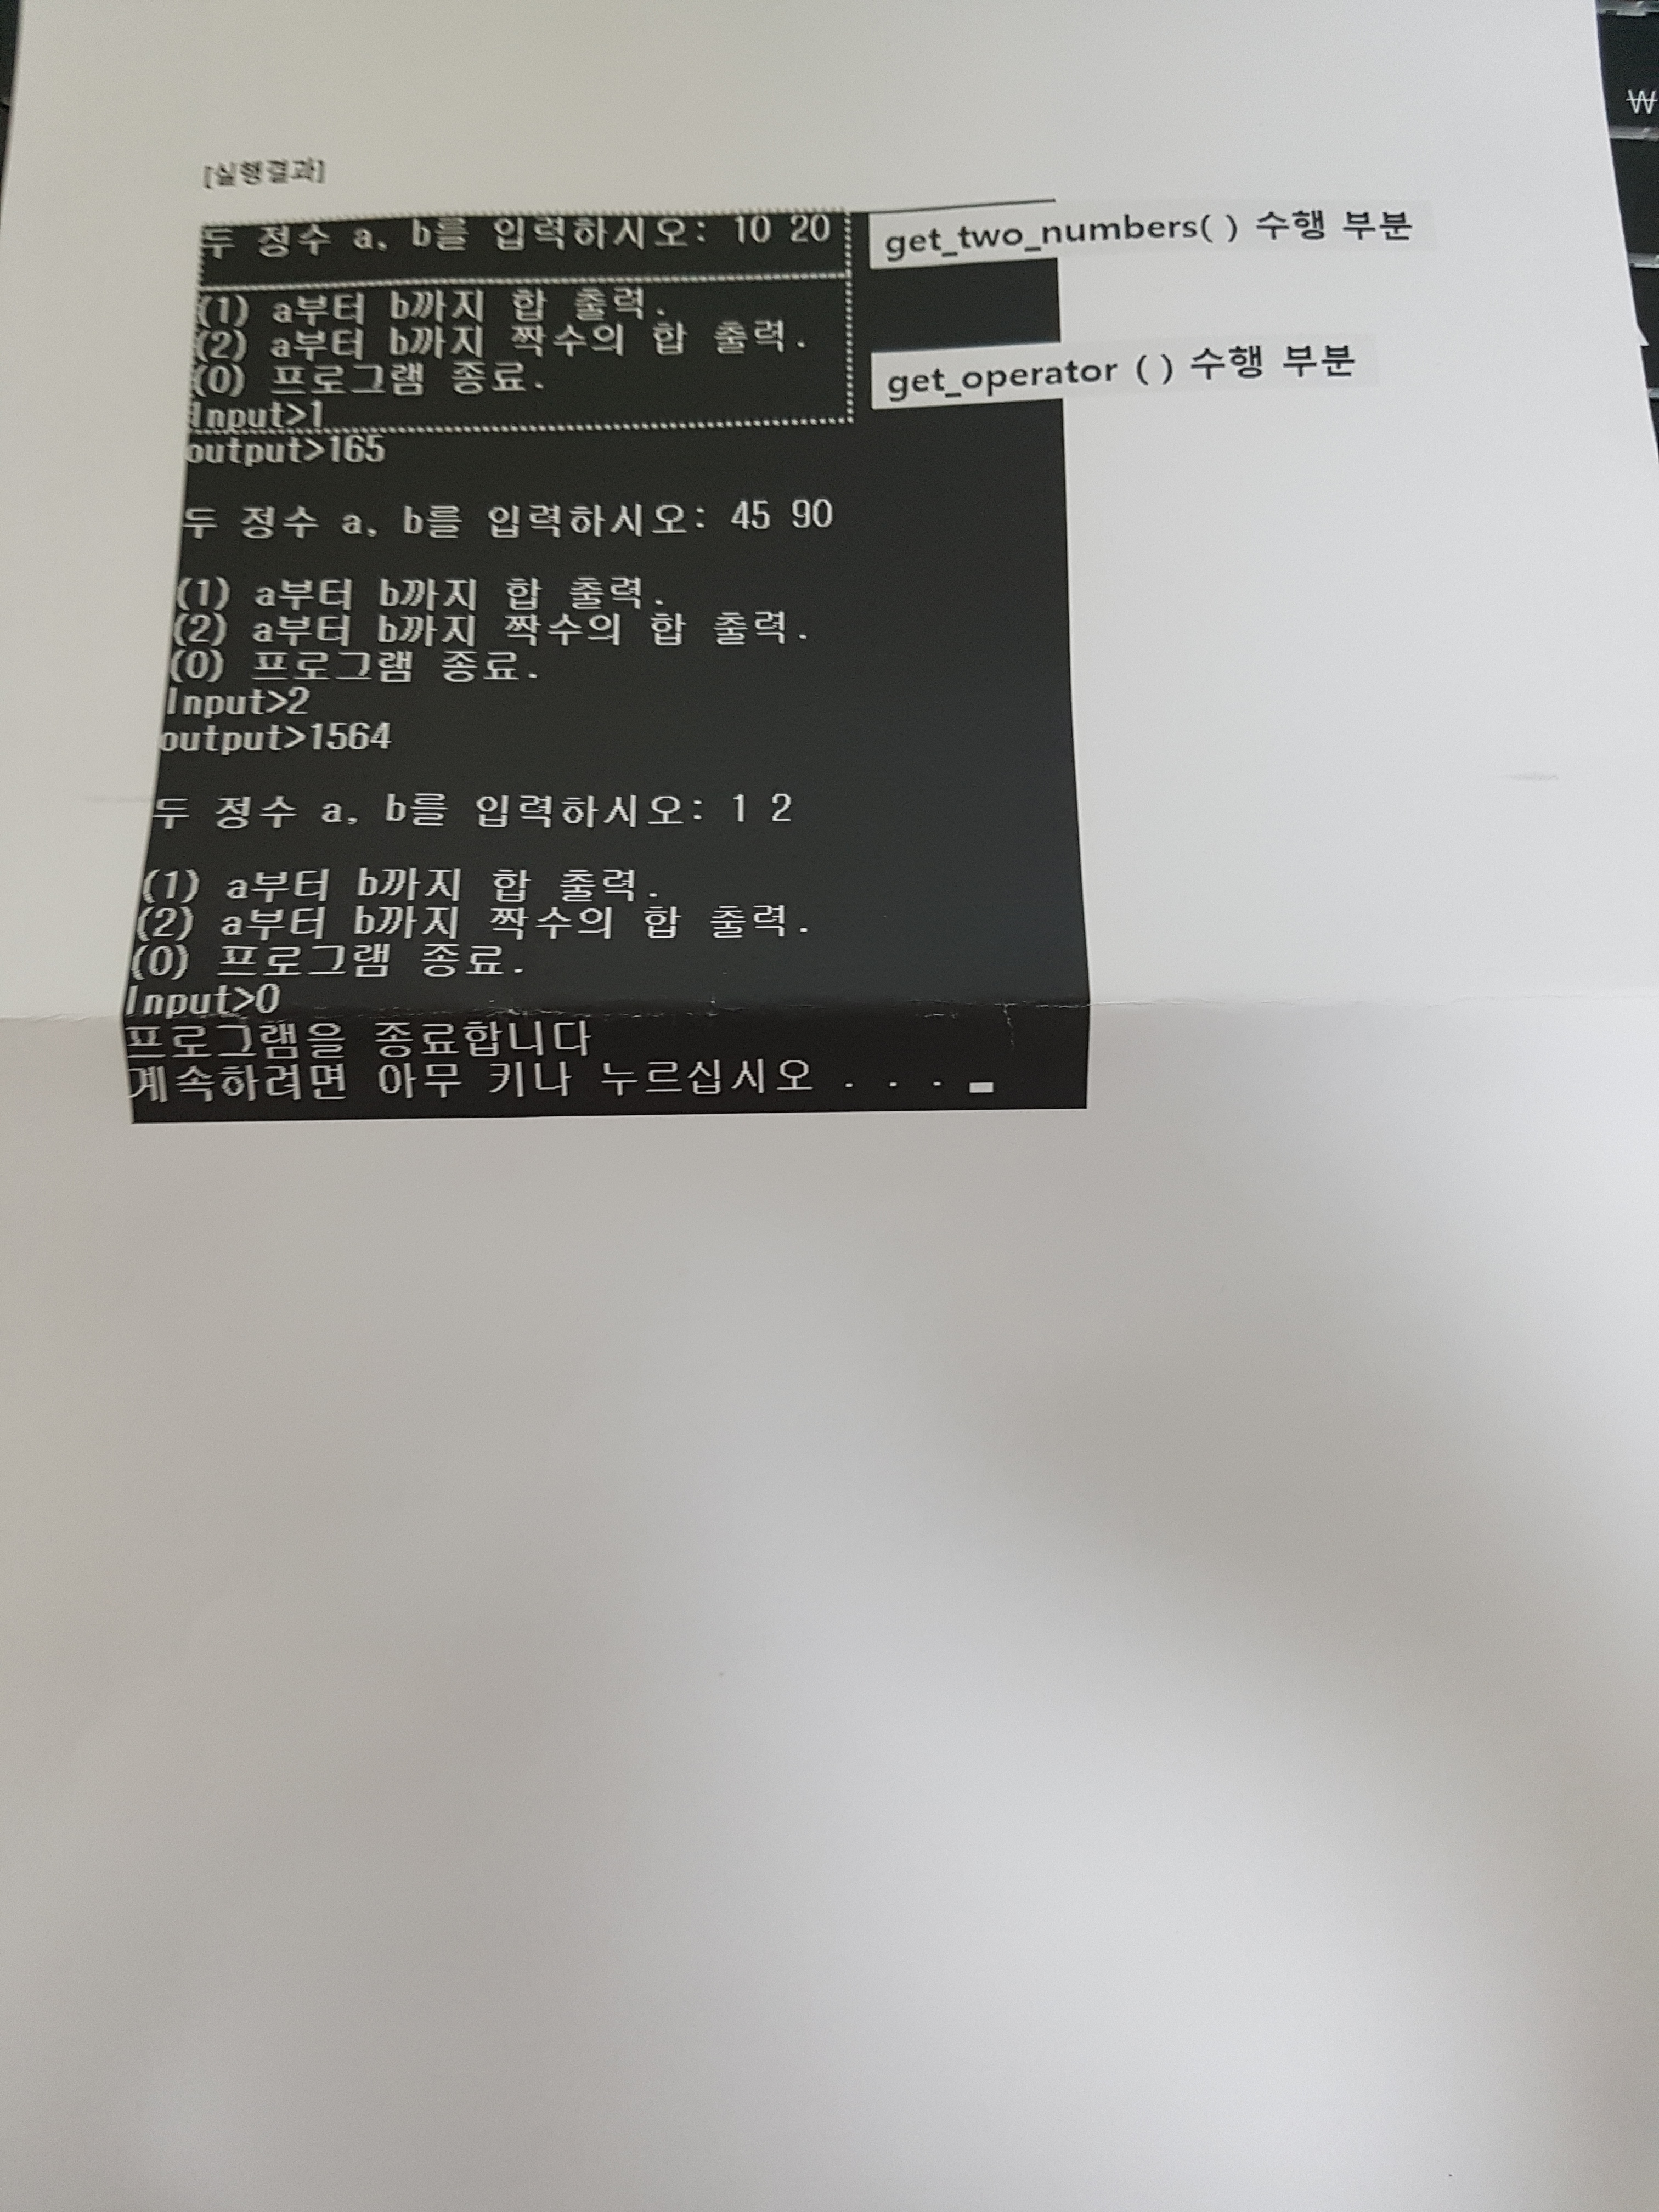 ₩
[실행결과]
두 정수 a, b를 입력하시오: 10 20
get_two_numbers( ) 수행 부분
(1) a부터 b까지 합 출력.
(2) a부터 b까지 짝수의 합 출력.
(0) 프로그램 종료.
get_operator ( ) 수행 부분
Input>1
output>165
두 정수 a, b를 입력하시오: 45 90
(1) a부터 b까지 합 출력.
(2) a부터 b까지 짝수의 합 출력.
(0) 프로그램 종료.
Input>2
output>1564
두 정수 a, b를 입력하시오: 1 2
(1) a부터 b까지 합 출력.
(2) a부터 b까지 짝수의 합 출력.
(0) 프로그램 종료.
Input>0
프로그램을 종료합니다
계속하려면 아무 키나 누르십시오 . . .